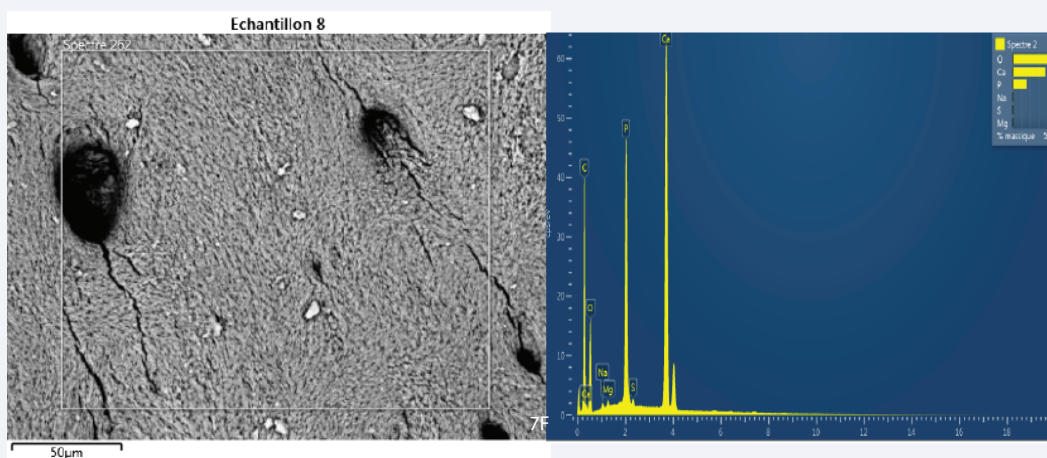 Echantillon 8
Spectre 262
50µm
7F
60
50
40
30
20
10
0
0 2 4 6 8 10 12 14 16 18
Ca
P
C
O
Na
Mg
S
Ca
Spectre 2
O
Ca
P
Na
S
Mg
% massique 5